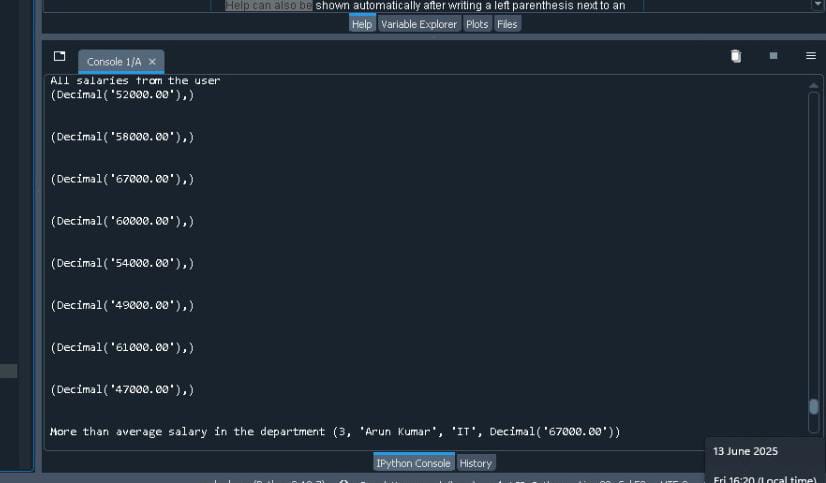 Help can also be shown automatically after writing a left parenthesis next to an
Help Variable Explorer Plots Files
Console 1/A ×
All salaries from the user
(Decimal('52000.00'),)
(Decimal('58000.00'),)
(Decimal('67000.00'),)
(Decimal('60000.00'),)
(Decimal('54000.00'),)
(Decimal('49000.00'),)
(Decimal('61000.00'),)
(Decimal('47000.00'),)
More than average salary in the department (3, 'Arun Kumar', 'IT', Decimal('67000.00'))
IPython Console History
13 June 2025
Fri 16:20 (Local time)